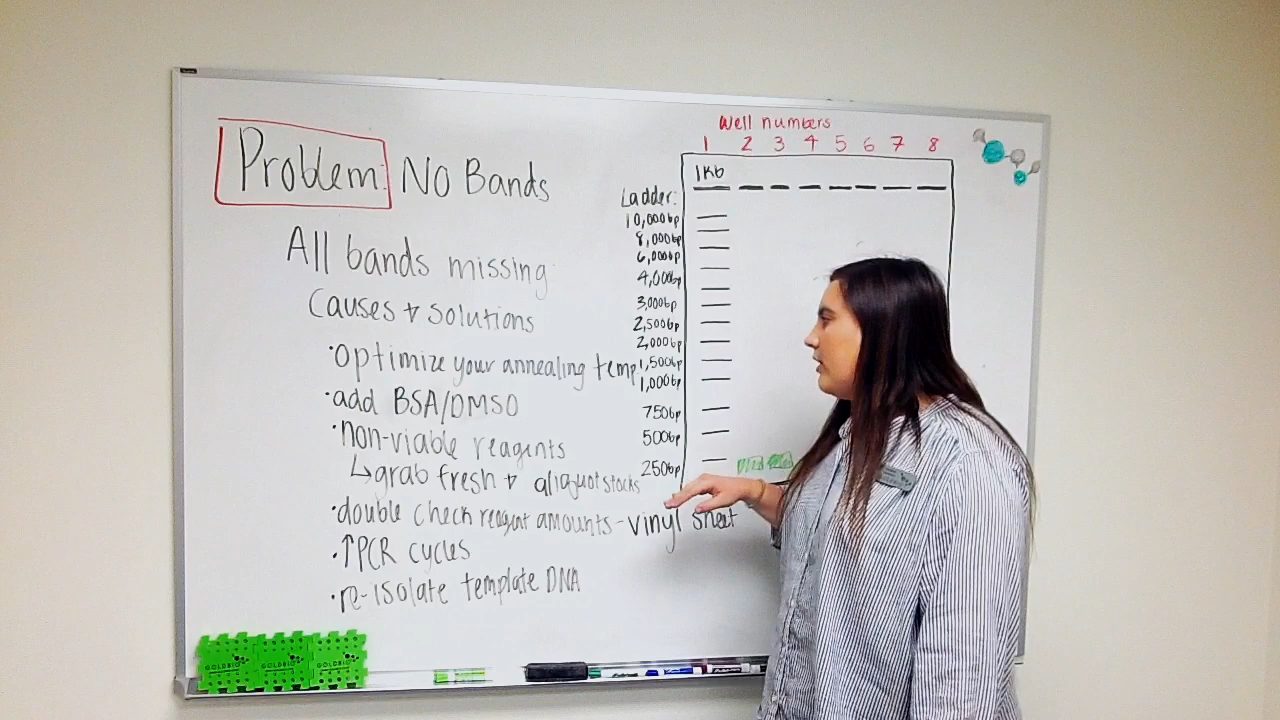 Problem: No Bands
All bands missing
Causes + Solutions
·Optimize your annealing temp
·add BSA/DMSO
·non-viable reagents
↳grab fresh + aliquot stocks
·double check reagent amounts - vinyl sheet
·↑PCR cycles
·re-isolate template DNA
Well numbers
1 2 3 4 5 6 7 8
1Kb
Ladder:
10,000bp
8,000bp
6,000bp
4,000bp
3,000bp
2,500bp
2,000bp
1,500bp
1,000bp
750bp
500bp
250bp
GOLDBIO GOLDBIO GOLDBIO